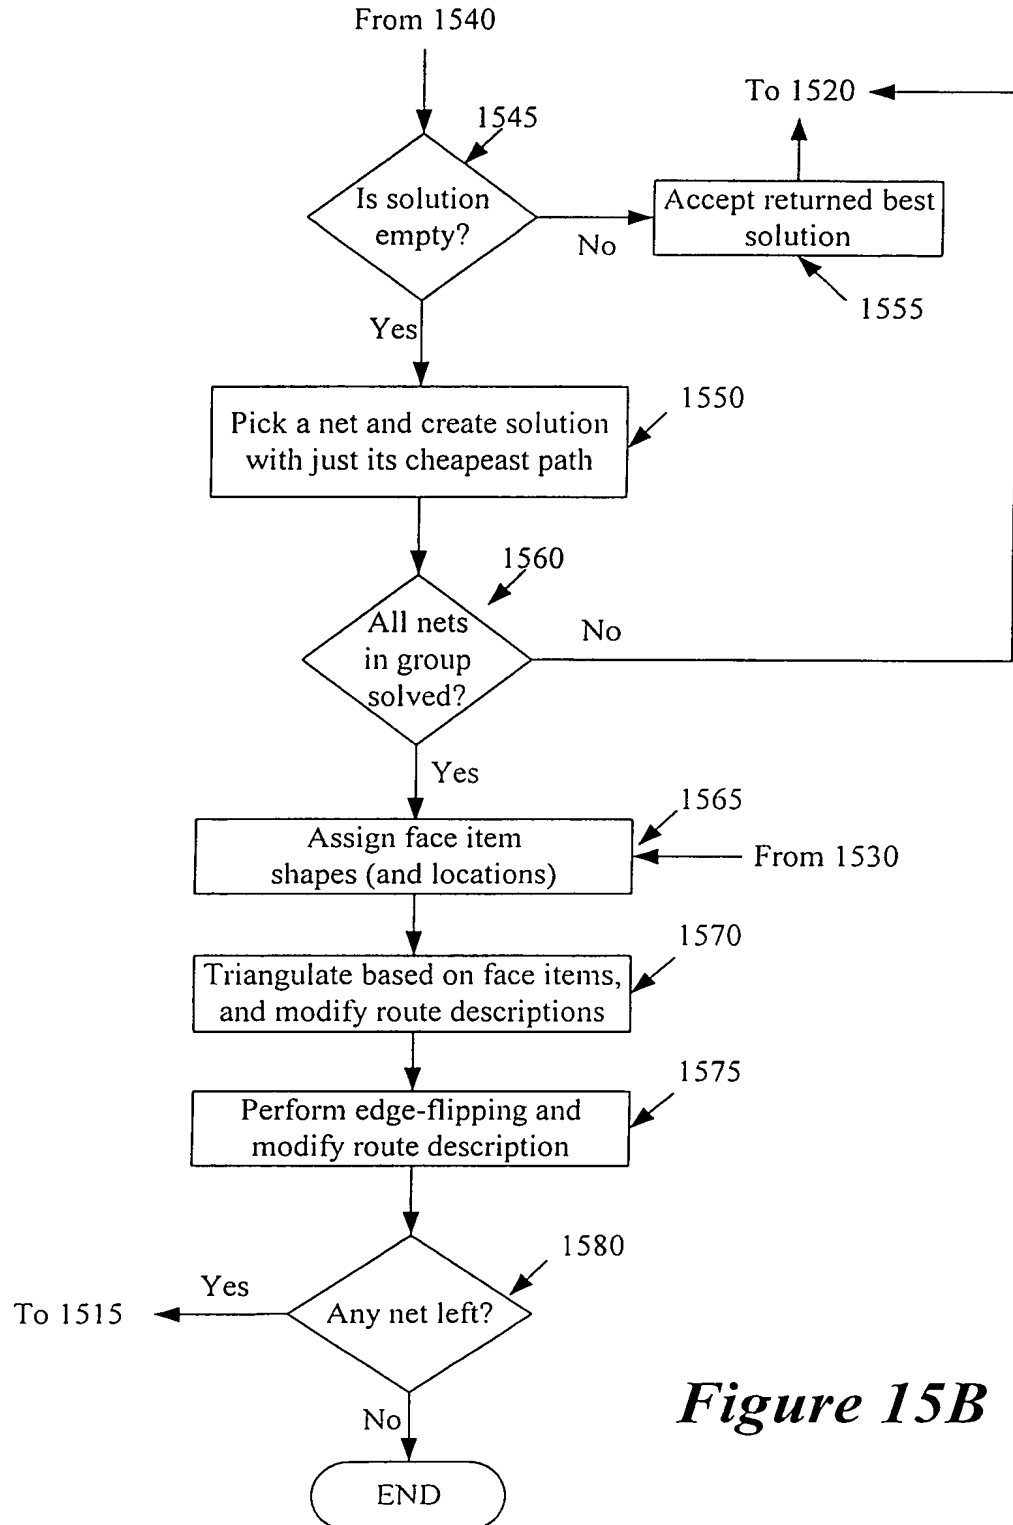 From 1540
To 1520
1545
Is solution
empty?
No
Accept returned best
solution
1555
Yes
1550
Pick a net and create solution
with just its cheapeast path
1560
All nets
in group
solved?
No
Yes
1565
Assign face item
shapes (and locations)
From 1530
1570
Triangulate based on face items,
and modify route descriptions
1575
Perform edge-flipping and
modify route description
1580
Yes
Any net left?
To 1515
No
END
Figure 15B